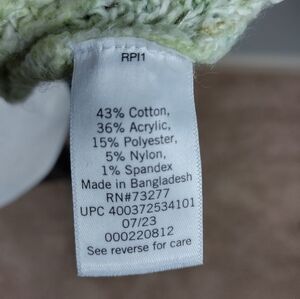 RPI1
43% Cotton,
36% Acrylic,
15% Polyester,
5% Nylon,
1% Spandex
Made in Bangladesh
RN#73277
UPC 400372534101
07/23
000220812
See reverse for care